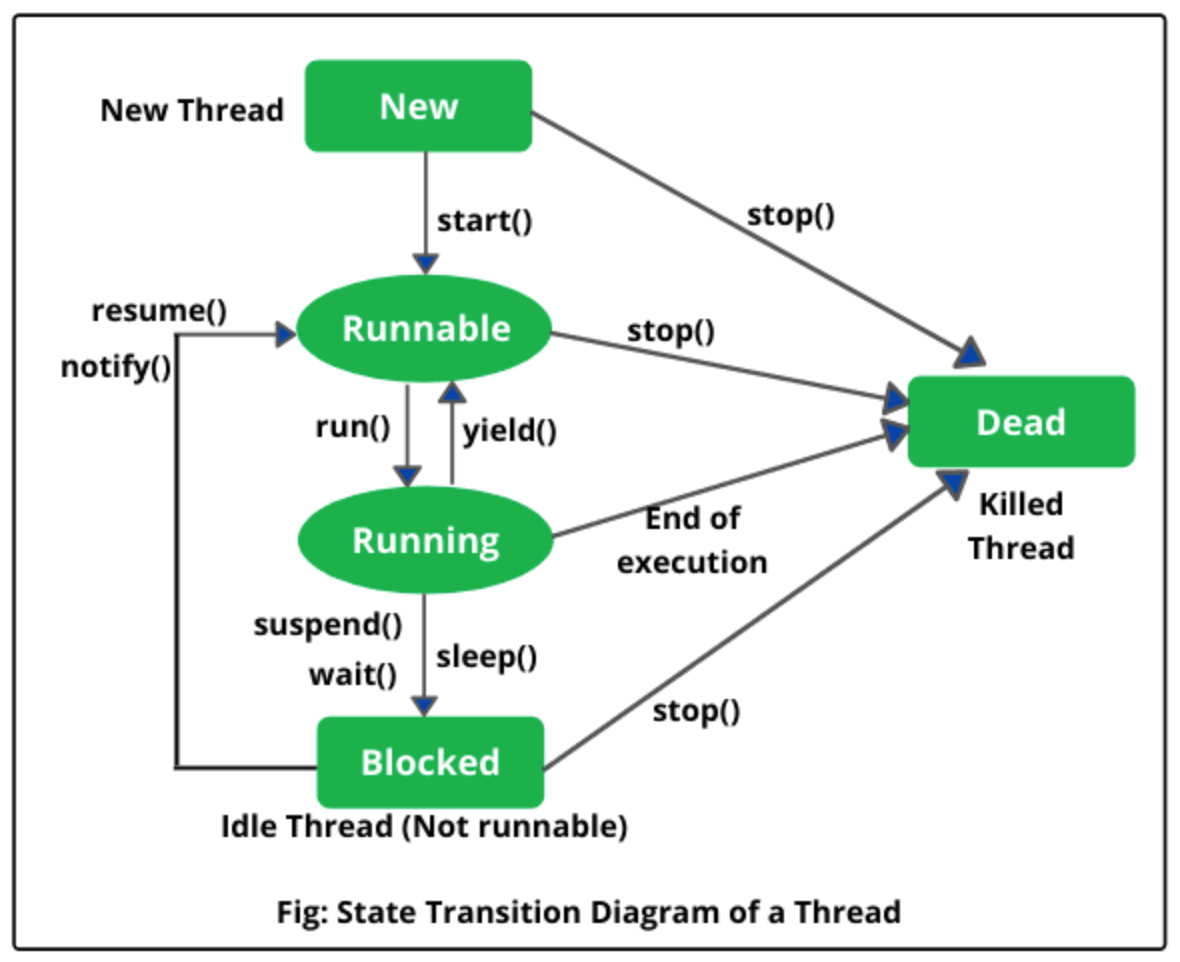 New Thread
New
start()
stop()
resume()
notify()
Runnable
stop()
run()
yield()
Dead
Killed
Thread
Running
End of
execution
suspend()
wait()
sleep()
stop()
Blocked
Idle Thread (Not runnable)
Fig: State Transition Diagram of a Thread